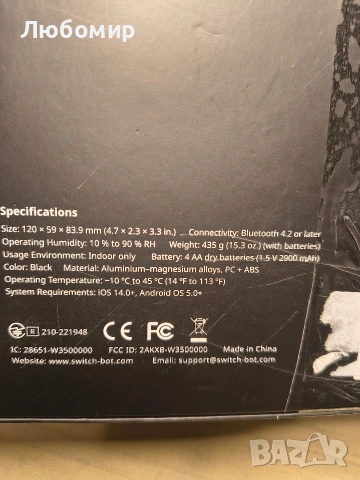 Любомир
Specifications
Size: 120 × 59 × 83.9 mm (4.7 × 2.3 × 3.3 in.) Connectivity: Bluetooth 4.2 or later
Operating Humidity: 10 % to 90 % RH Weight: 435 g (15.3 oz.) (with batteries)
Usage Environment: Indoor only Battery: 4 AA dry batteries (1.5 V 2900 mAh)
Color: Black Material: Aluminium-magnesium alloys, PC + ABS
Operating Temperature: −10 °C to 45 °C (14 °F to 113 °F)
System Requirements: iOS 14.0+, Android OS 5.0+
R 210-221948 CE FC
IC: 28651-W3500000 FCC ID: 2AKXB-W3500000 Made in China
Website: www.switch-bot.com Email: support@switch-bot.com
BAZAR